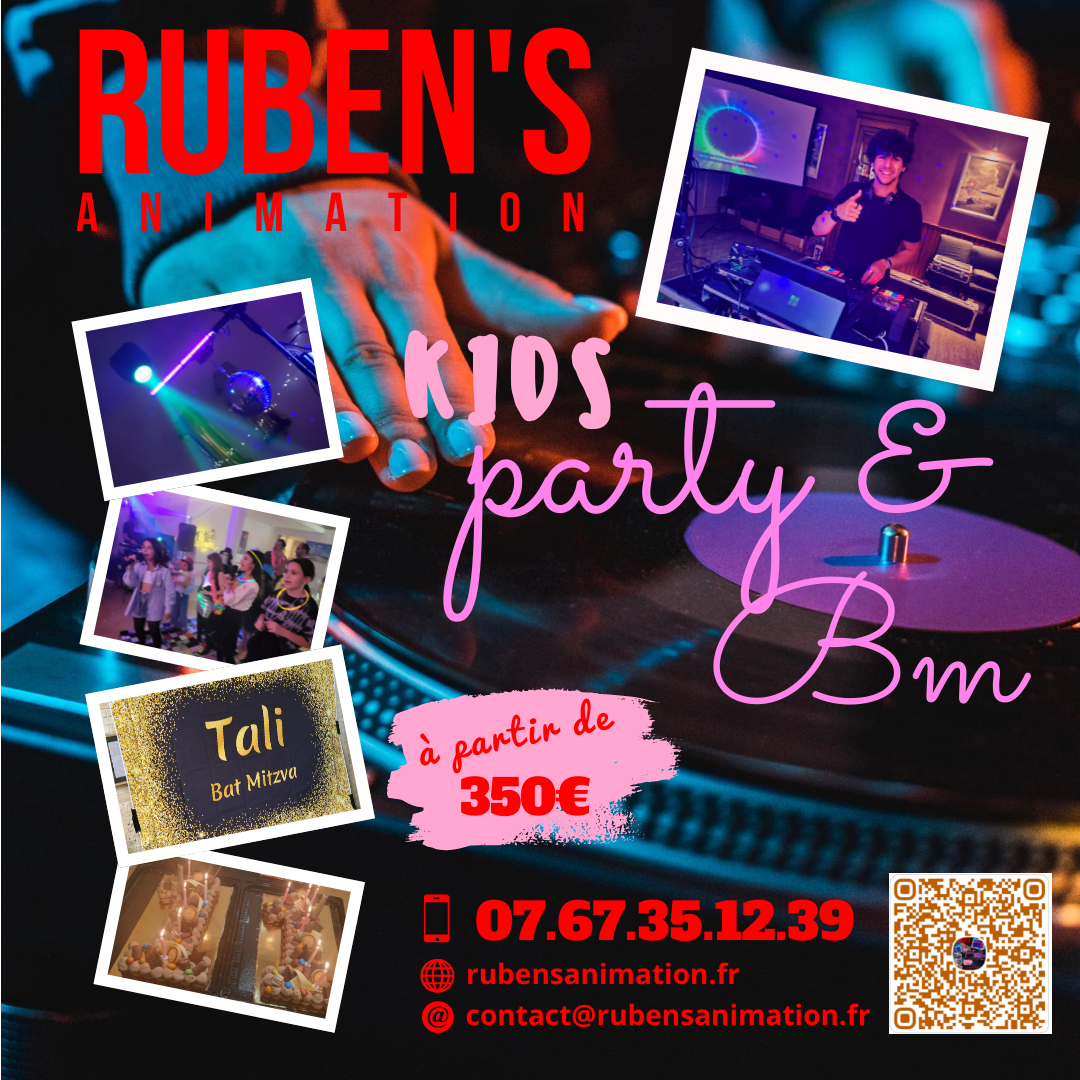 RUBEN'S
ANIMATION
KIDS
party &
Bm
Tali
Bat Mitzva
à partir de
350€
07.67.35.12.39
rubensanimation.fr
contact@rubensanimation.fr